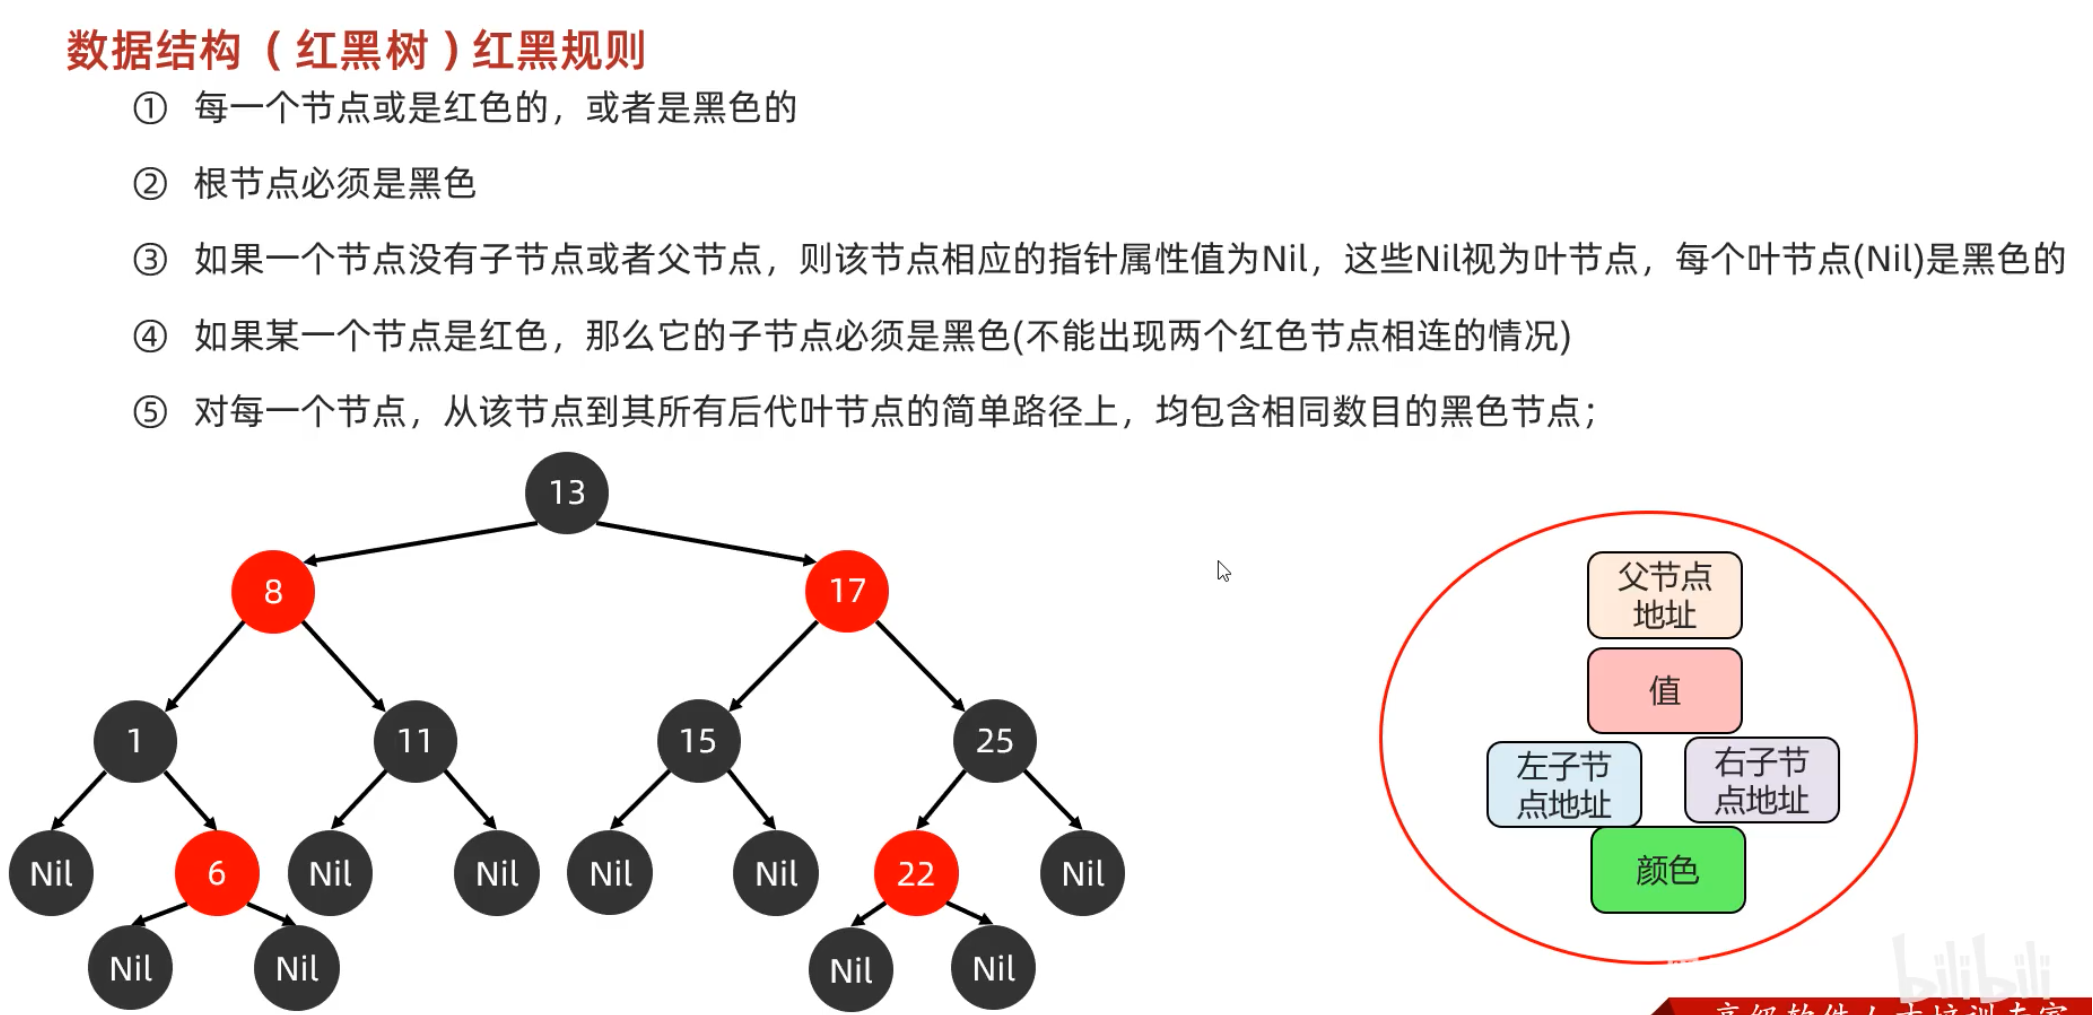 数据结构（红黑树）红黑规则
① 每一个节点或是红色的，或者是黑色的
② 根节点必须是黑色
③ 如果一个节点没有子节点或者父节点，则该节点相应的指针属性值为Nil，这些Nil视为叶节点，每个叶节点(Nil)是黑色的
④ 如果某一个节点是红色，那么它的子节点必须是黑色(不能出现两个红色节点相连的情况)
⑤ 对每一个节点，从该节点到其所有后代叶节点的简单路径上，均包含相同数目的黑色节点；
13
8
17
1
11
15
25
Nil
6
Nil
Nil
Nil
Nil
22
Nil
Nil
Nil
Nil
Nil
父节点
地址
值
左子节
点地址
右子节
点地址
颜色
bilibili
高级软件人才培训专家